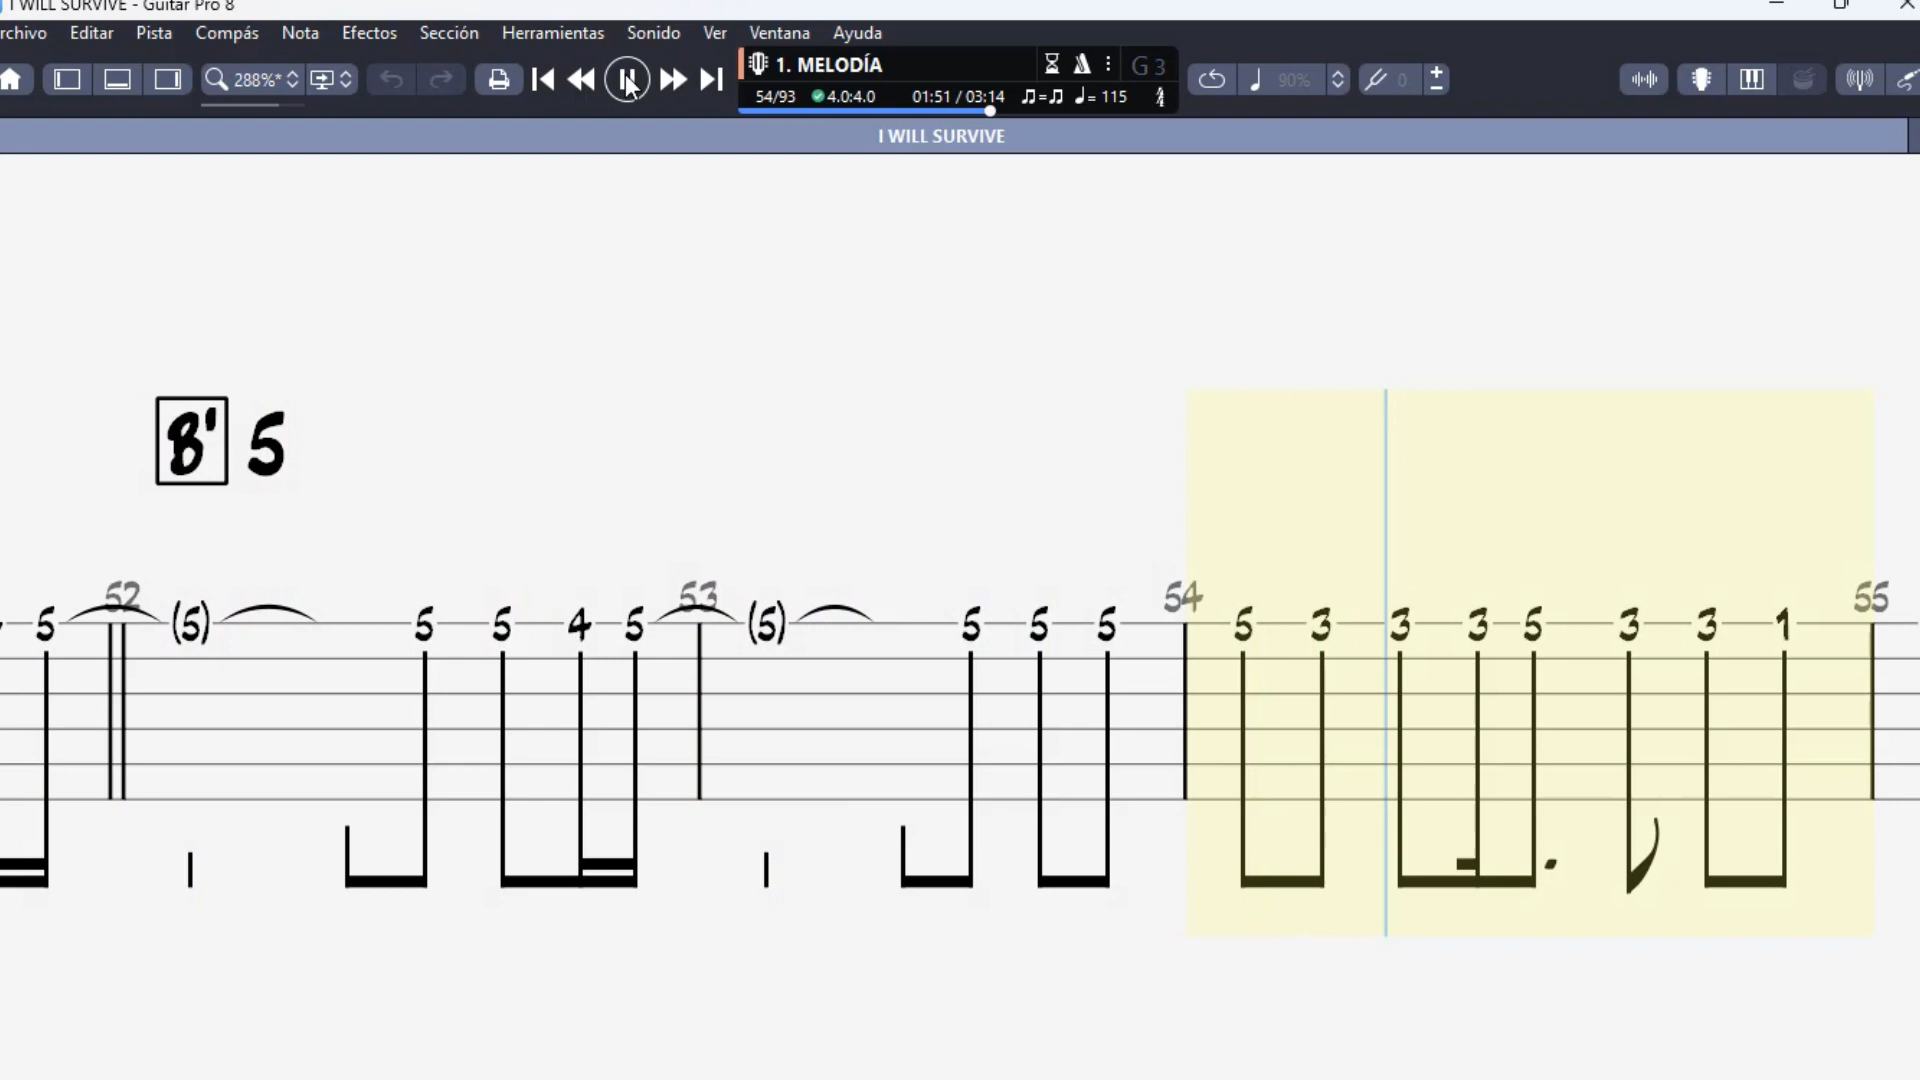 I WILL SURVIVE - Guitar Pro 8
rchivo Editar Pista Compás Nota Efectos Sección Herramientas Sonido Ver Ventana Ayuda
288%* 1. MELODÍA G 3 90% 0
54/93 4.0:4.0 01:51 / 03:14 ♫=♫ ♩= 115
I WILL SURVIVE
B' 5
52 53 54 55
5 (5) 5 5 4 5 (5) 5 5 5 5 3 3 3 5 3 3 1